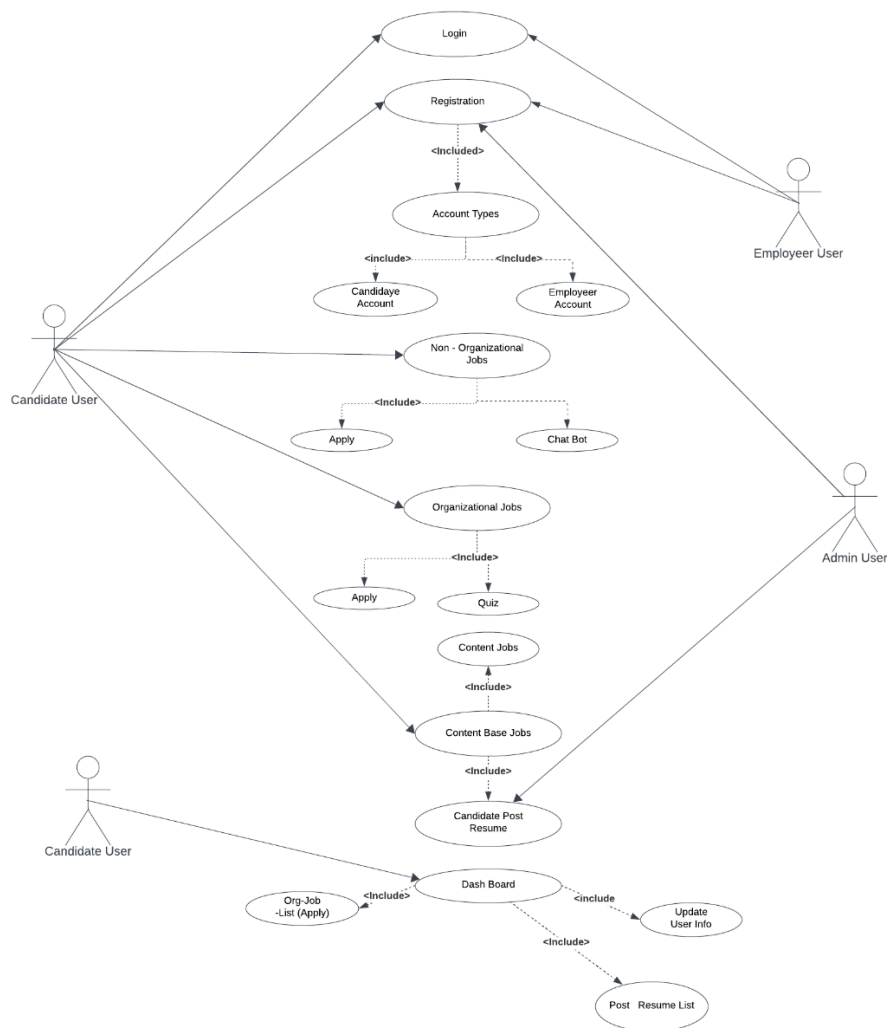 Login
Registration
<Included>
Account Types
Employeer User
<include>
<Include>
Candidaye
Account
Employeer
Account
Non - Organizational
Jobs
Candidate User
<Include>
Apply
Chat Bot
Organizational Jobs
Admin User
<Include>
Apply
Quiz
Content Jobs
<Include>
Content Base Jobs
<Include>
Candidate Post
Resume
Candidate User
Dash Board
<Include>
<include
Org-Job
-List (Apply)
Update
User Info
<Include>
Post Resume List